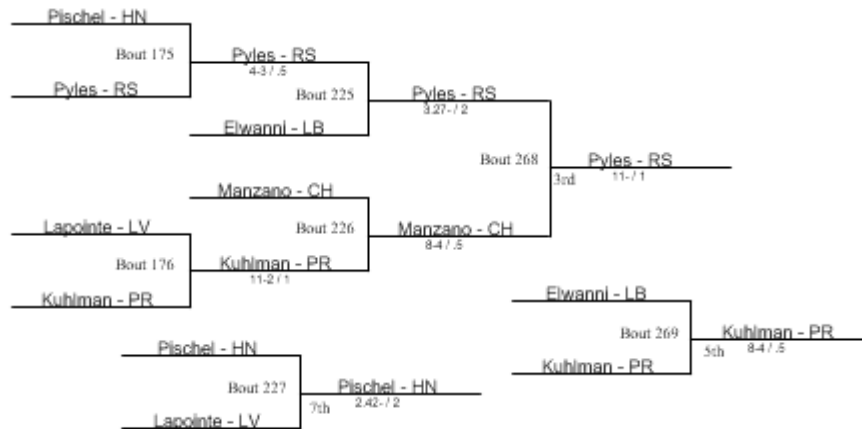 Pischel - HN
Bout 175
Pyles - RS
Pyles - RS
4-3 / .5
Bout 225
Elwanni - LB
Pyles - RS
3.27- / 2
Bout 268
Pyles - RS
11- / 1
3rd
Manzano - CH
Bout 226
Manzano - CH
8-4 / .5
Lapointe - LV
Bout 176
Kuhlman - PR
11-2 / 1
Kuhlman - PR
Elwanni - LB
Bout 269
Kuhlman - PR
8-4 / .5
5th
Kuhlman - PR
Pischel - HN
Bout 227
Pischel - HN
2.42- / 2
7th
Lapointe - LV